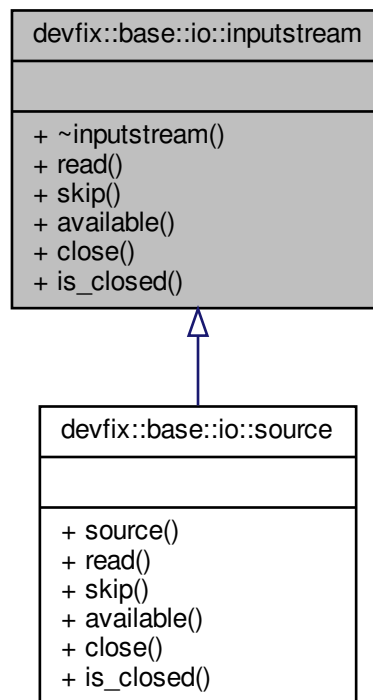 devfix::base::io::inputstream
+ ~inputstream()
+ read()
+ skip()
+ available()
+ close()
+ is_closed()
devfix::base::io::source
+ source()
+ read()
+ skip()
+ available()
+ close()
+ is_closed()